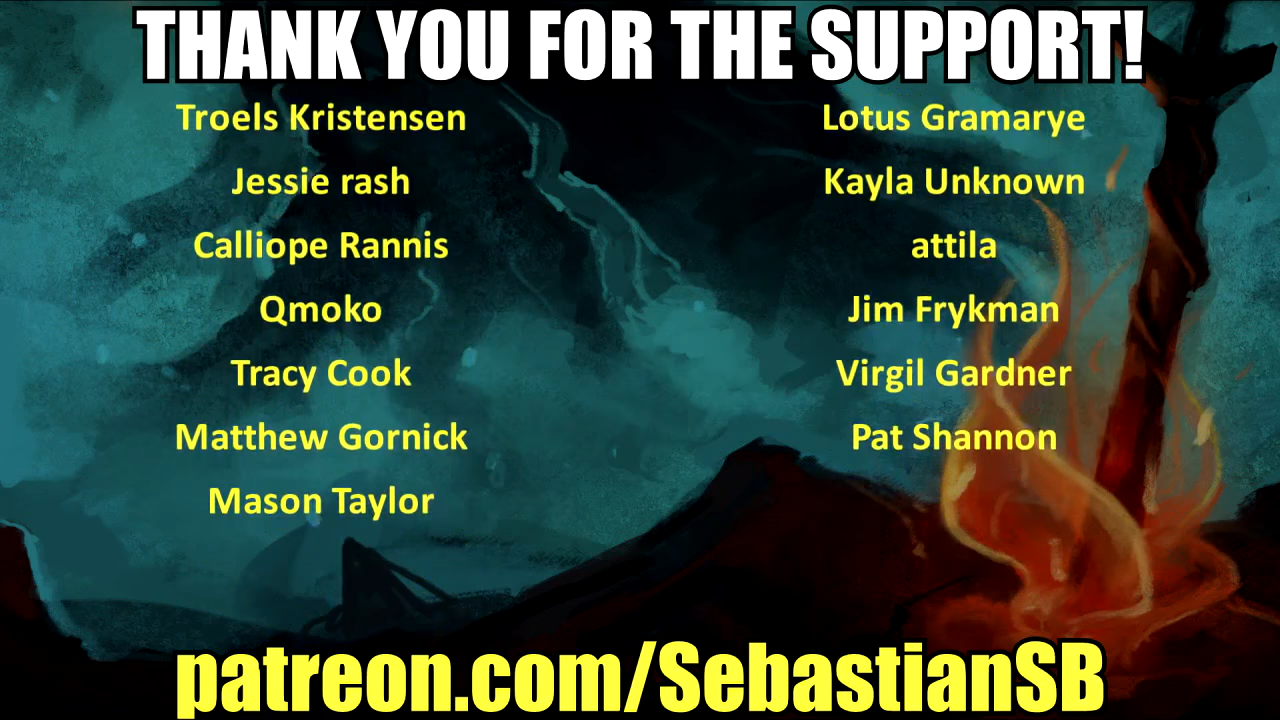 THANK YOU FOR THE SUPPORT!
Troels Kristensen
Jessie rash
Calliope Rannis
Qmoko
Tracy Cook
Matthew Gornick
Mason Taylor
Lotus Gramarye
Kayla Unknown
attila
Jim Frykman
Virgil Gardner
Pat Shannon
patreon.com/SebastianSB